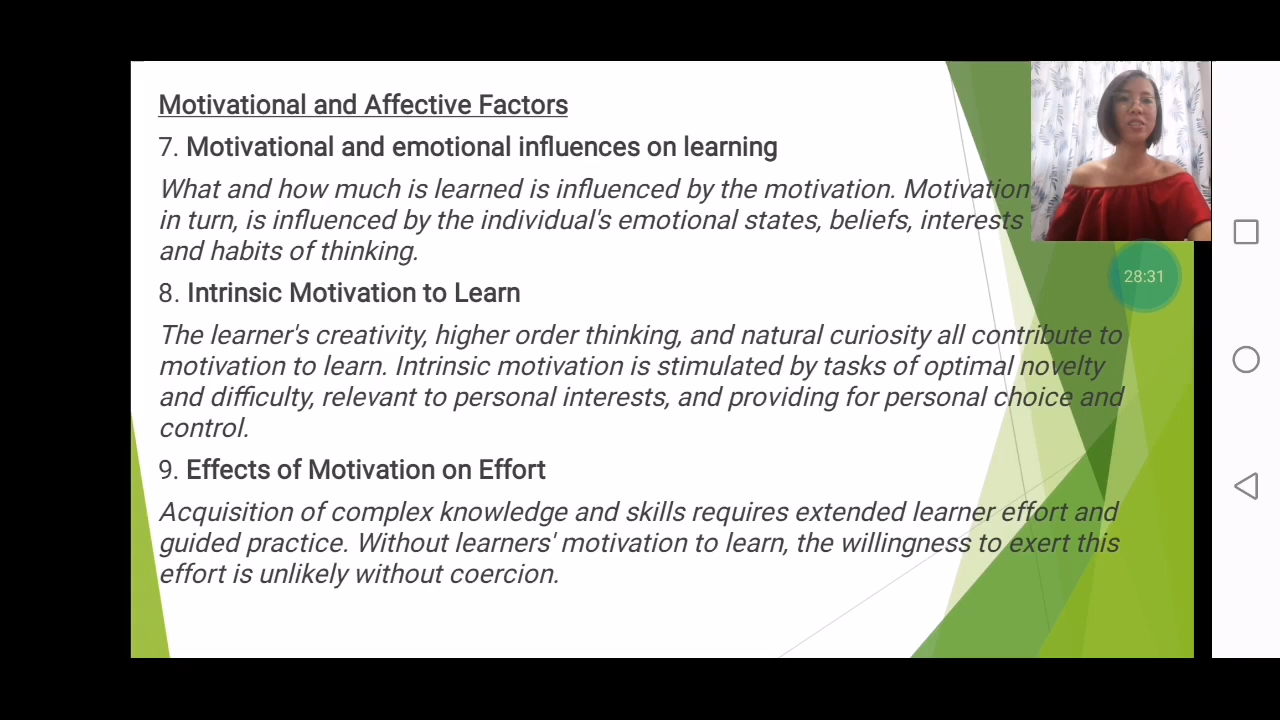 Motivational and Affective Factors
7. Motivational and emotional influences on learning
What and how much is learned is influenced by the motivation. Motivation
in turn, is influenced by the individual's emotional states, beliefs, interests
and habits of thinking.
8. Intrinsic Motivation to Learn
The learner's creativity, higher order thinking, and natural curiosity all contribute to
motivation to learn. Intrinsic motivation is stimulated by tasks of optimal novelty
and difficulty, relevant to personal interests, and providing for personal choice and
control.
9. Effects of Motivation on Effort
Acquisition of complex knowledge and skills requires extended learner effort and
guided practice. Without learners' motivation to learn, the willingness to exert this
effort is unlikely without coercion.
28:31